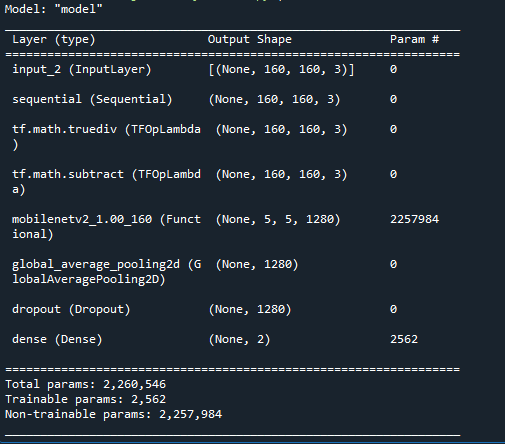 Model: "model"
Layer (type) Output Shape Param #
input_2 (InputLayer) [(None, 160, 160, 3)] 0
sequential (Sequential) (None, 160, 160, 3) 0
tf.math.truediv (TFOpLambda (None, 160, 160, 3) 0
)
tf.math.subtract (TFOpLambd (None, 160, 160, 3) 0
a)
mobilenetv2_1.00_160 (Funct (None, 5, 5, 1280) 2257984
ional)
global_average_pooling2d (G (None, 1280) 0
lobalAveragePooling2D)
dropout (Dropout) (None, 1280) 0
dense (Dense) (None, 2) 2562
Total params: 2,260,546
Trainable params: 2,562
Non-trainable params: 2,257,984